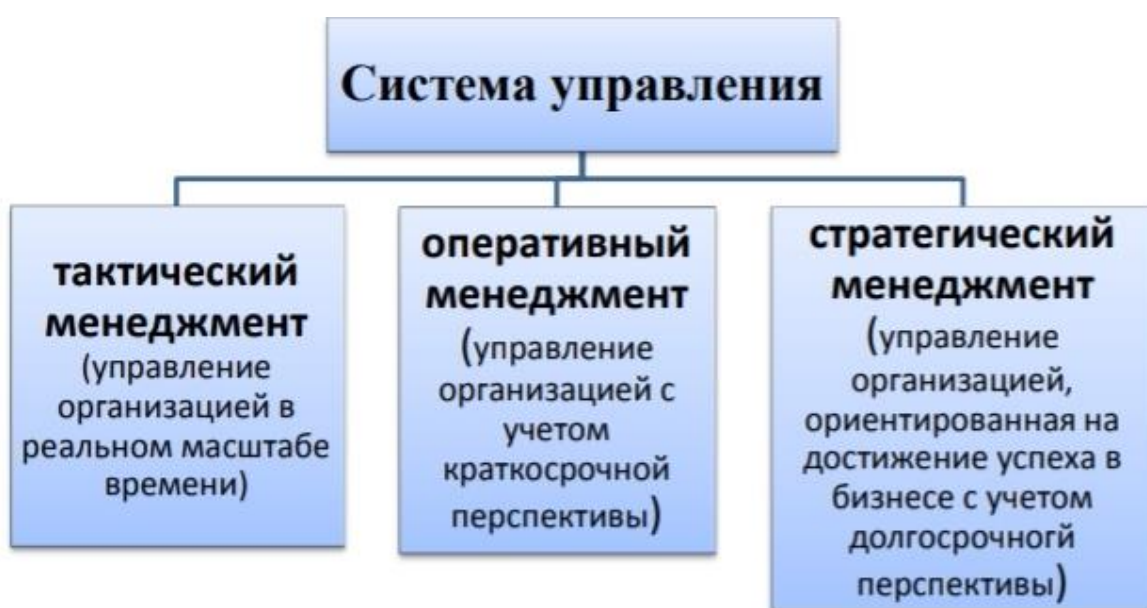 Система управления
тактический
менеджмент
(управление
организацией в
реальном масштабе
времени)
оперативный
менеджмент
(управление
организацией с
учетом
краткосрочной
перспективы)
стратегический
менеджмент
(управление
организацией,
ориентированная на
достижение успеха в
бизнесе с учетом
долгосрочногй
перспективы)